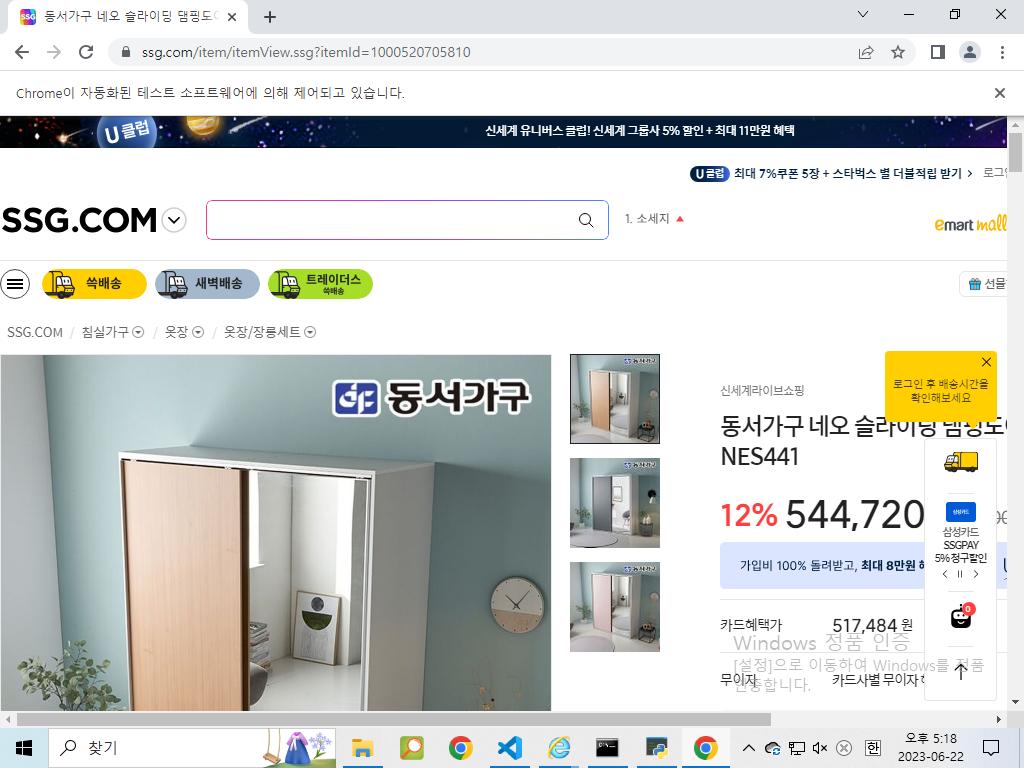 동서가구 네오 슬라이딩 댐핑도어
ssg.com/item/itemView.ssg?itemId=1000520705810
Chrome이 자동화된 테스트 소프트웨어에 의해 제어되고 있습니다.
U 클럽
신세계 유니버스 클럽! 신세계 그룹사 5% 할인 + 최대 11만원 혜택
U 클럽 최대 7%쿠폰 5장 + 스타벅스 별 더블적립 받기
로그인
SSG.COM
1. 소세지
emart mall
쓱배송
새벽배송
트레이더스
쓱배송
선물
SSG.COM / 침실가구 / 옷장 / 옷장/장롱세트
동서가구
로그인 후 배송시간을
확인해보세요
신세계라이브쇼핑
동서가구 네오 슬라이딩 댐핑도어
NES441
12% 544,720
삼성카드
삼성카드
SSGPAY
5% 청구할인
가입비 100% 돌려받고, 최대 8만원
0
카드혜택가 517,484 원
Windows 정품 인증
[설정]으로 이동하여 Windows를 정품
인증합니다.
무이자 카드사별 무이자
찾기
한
오후 5:18
2023-06-22